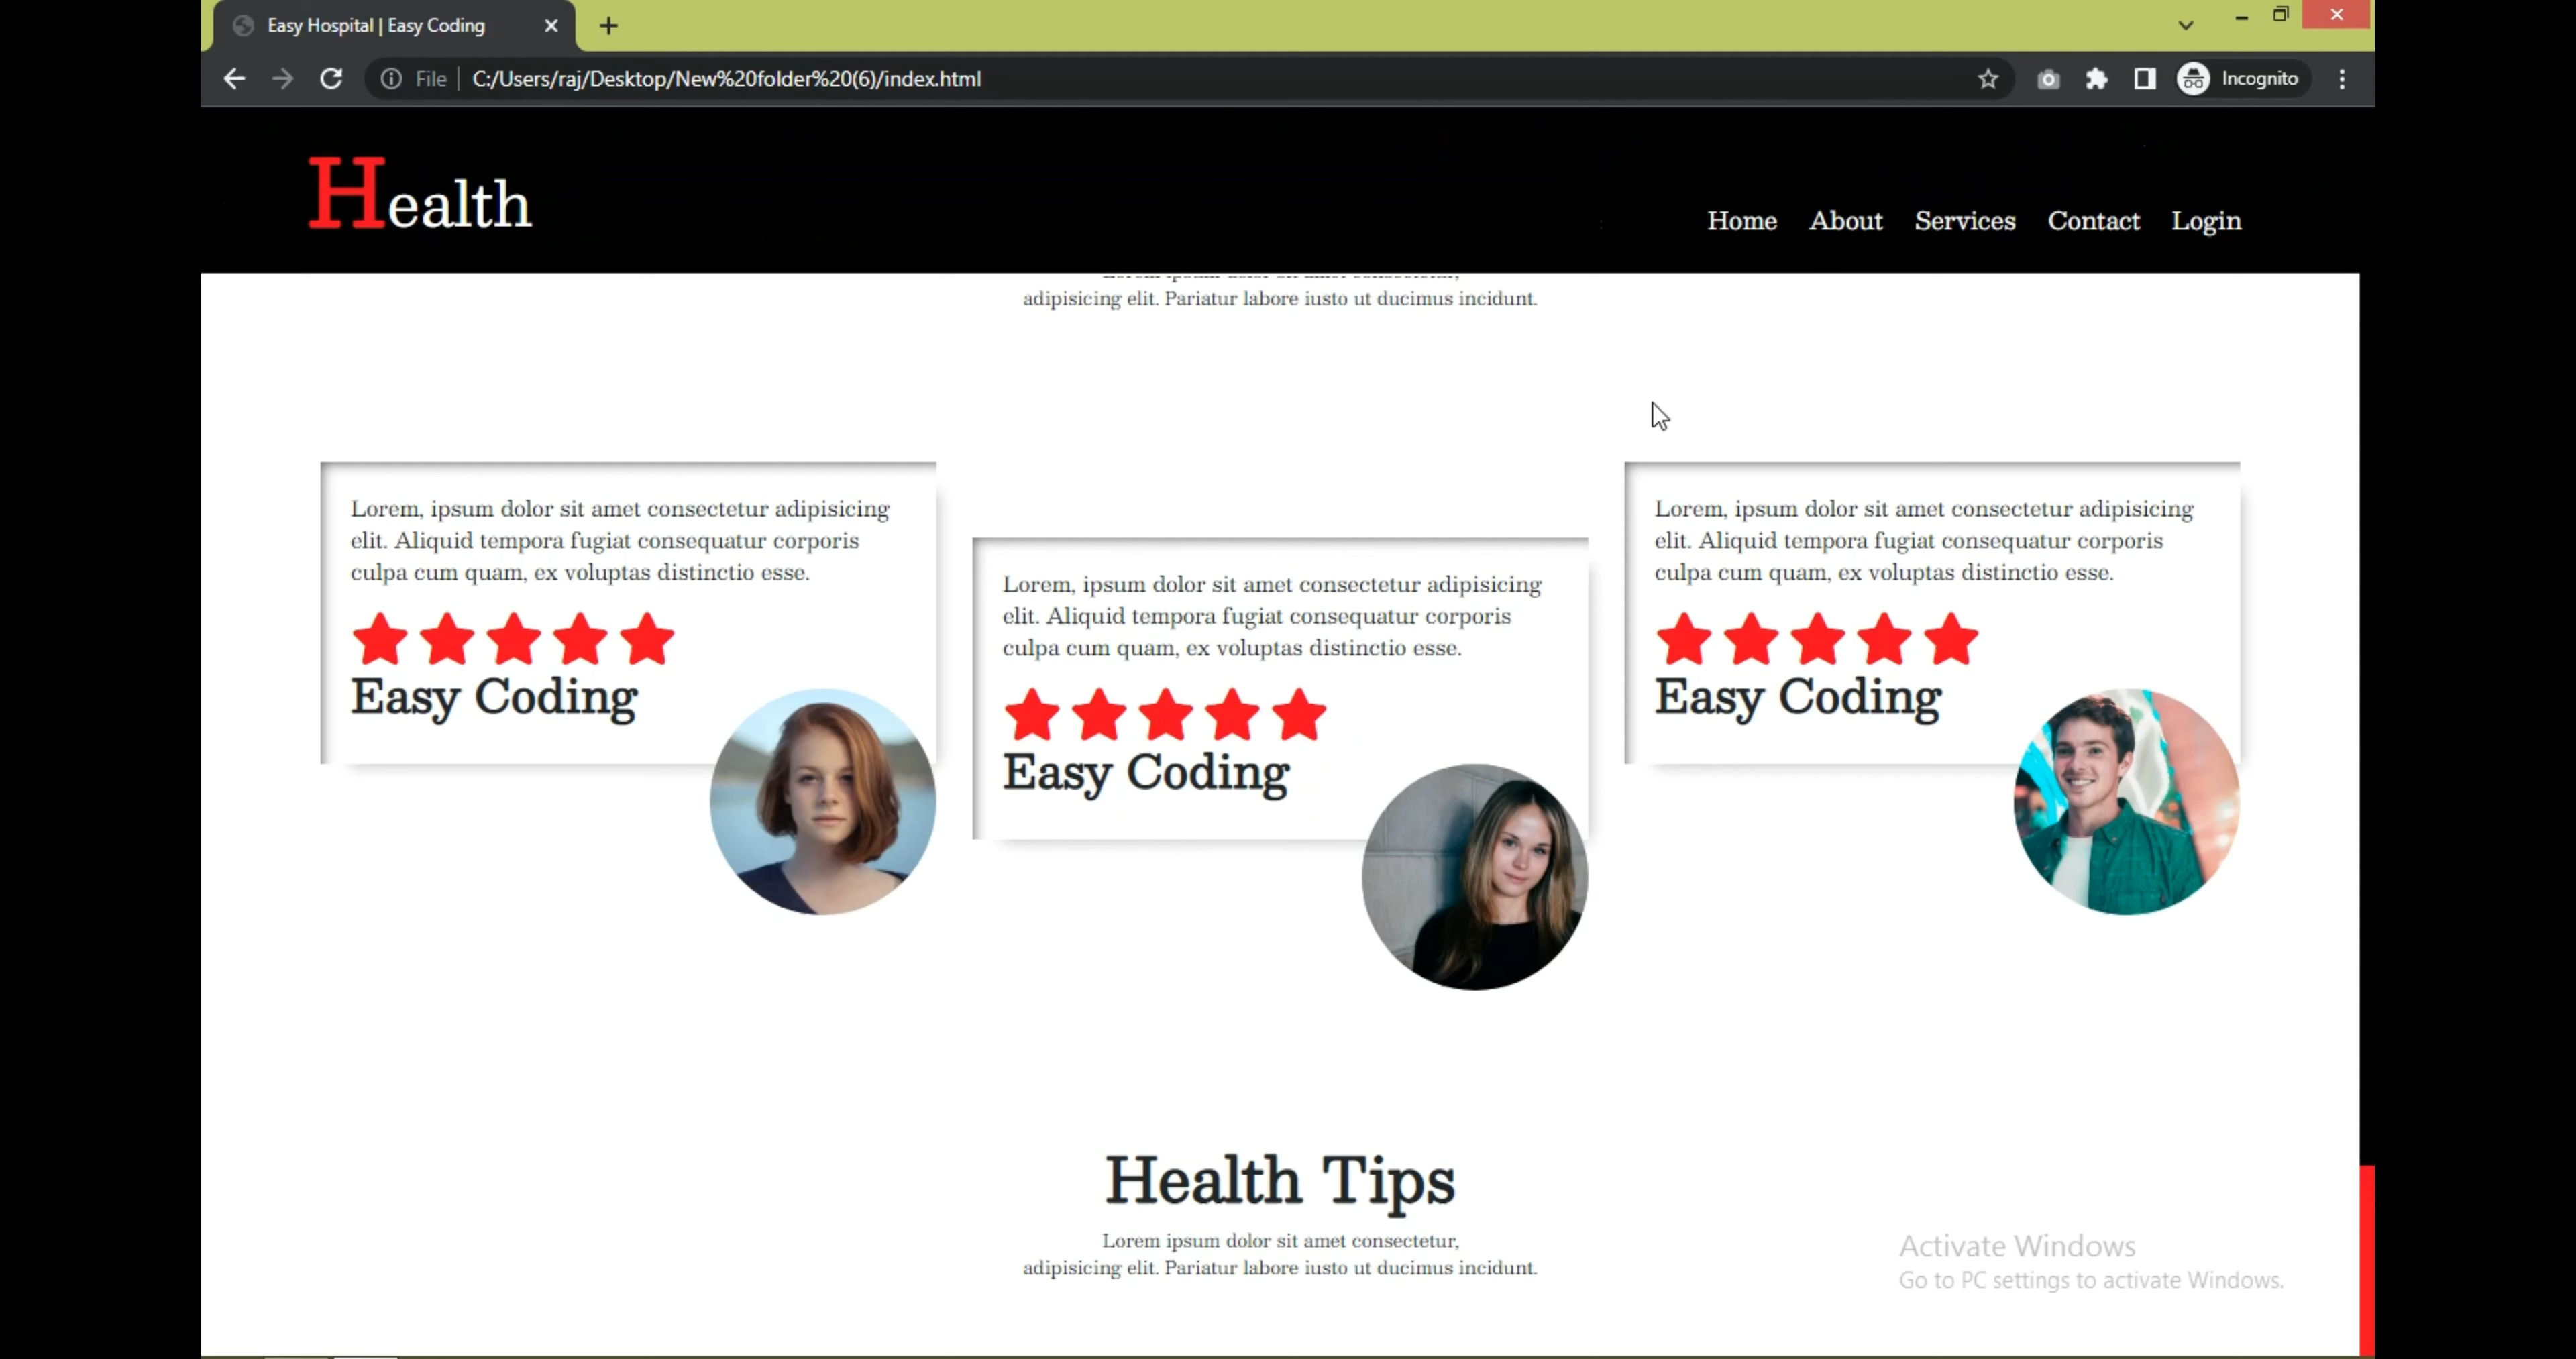 Easy Hospital | Easy Coding
File
C:/Users/raj/Desktop/New%20folder%20(6)/index.html
Incognito
Health
Home About Services Contact Login
adipisicing elit. Pariatur labore iusto ut ducimus incidunt.
Lorem, ipsum dolor sit amet consectetur adipisicing
elit. Aliquid tempora fugiat consequatur corporis
culpa cum quam, ex voluptas distinctio esse.
Easy Coding
Lorem, ipsum dolor sit amet consectetur adipisicing
elit. Aliquid tempora fugiat consequatur corporis
culpa cum quam, ex voluptas distinctio esse.
Easy Coding
Lorem, ipsum dolor sit amet consectetur adipisicing
elit. Aliquid tempora fugiat consequatur corporis
culpa cum quam, ex voluptas distinctio esse.
Easy Coding
Health Tips
Lorem ipsum dolor sit amet consectetur,
adipisicing elit. Pariatur labore iusto ut ducimus incidunt.
Activate Windows
Go to PC settings to activate Windows.